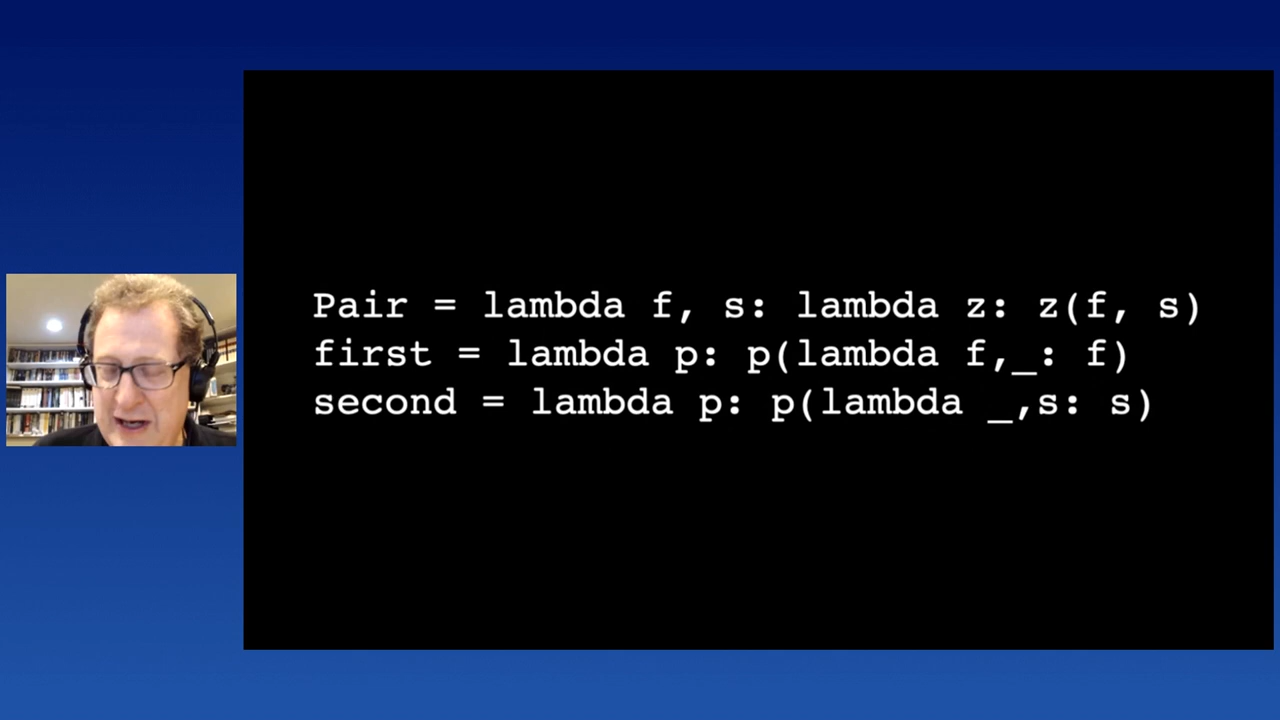 Pair = lambda f, s: lambda z: z(f, s)
first = lambda p: p(lambda f,_: f)
second = lambda p: p(lambda _,s: s)